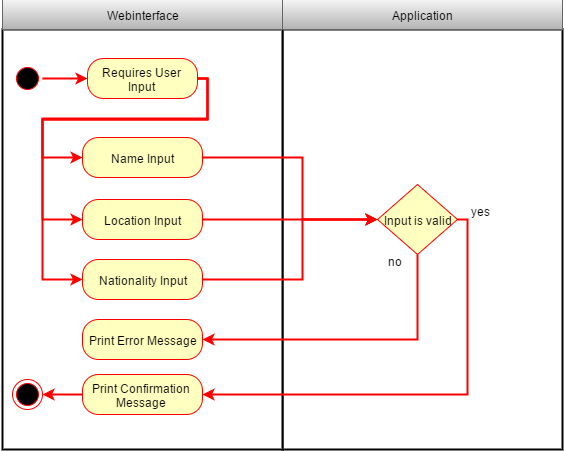 Webinterface
Application
Requires User
Input
Name Input
Location Input
Input is valid
yes
no
Nationality Input
Print Error Message
Print Confirmation
Message